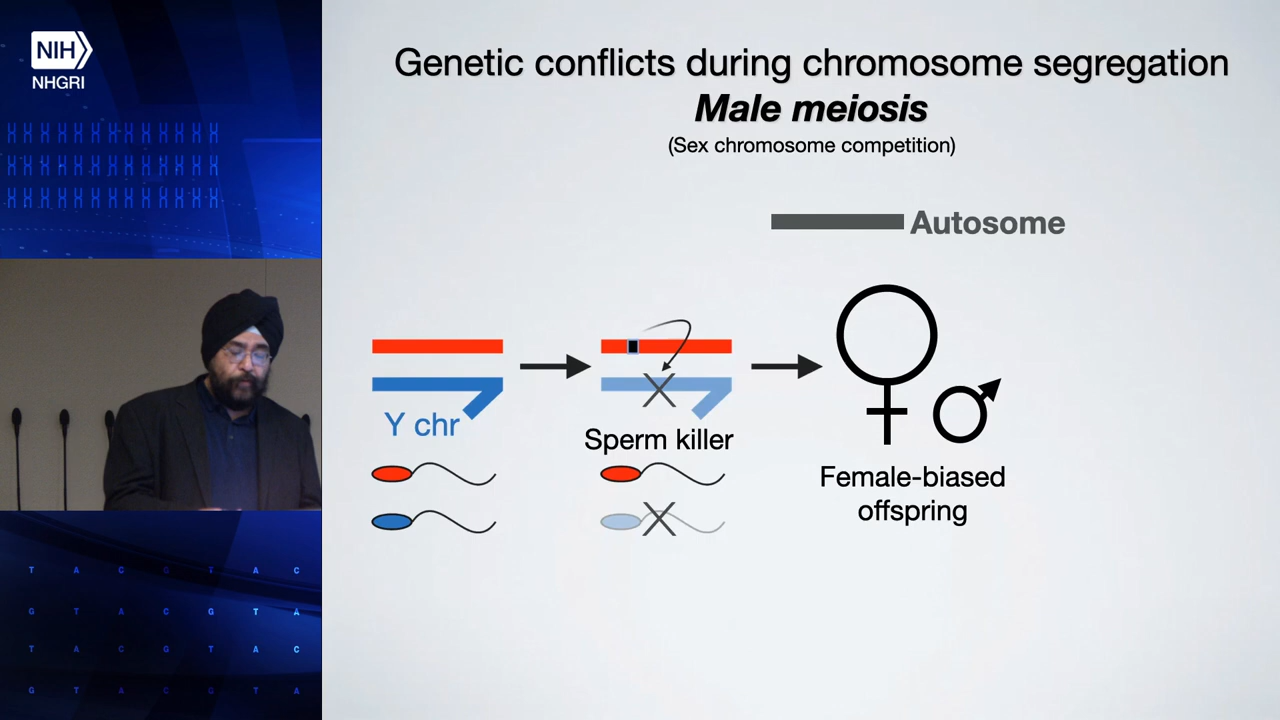 NIH
NHGRI
Genetic conflicts during chromosome segregation
Male meiosis
(Sex chromosome competition)
Autosome
Y chr
Sperm killer
Female-biased
offspring
T A C G T A C
G T A C G T A
T A C G T A C
G T A C G T A